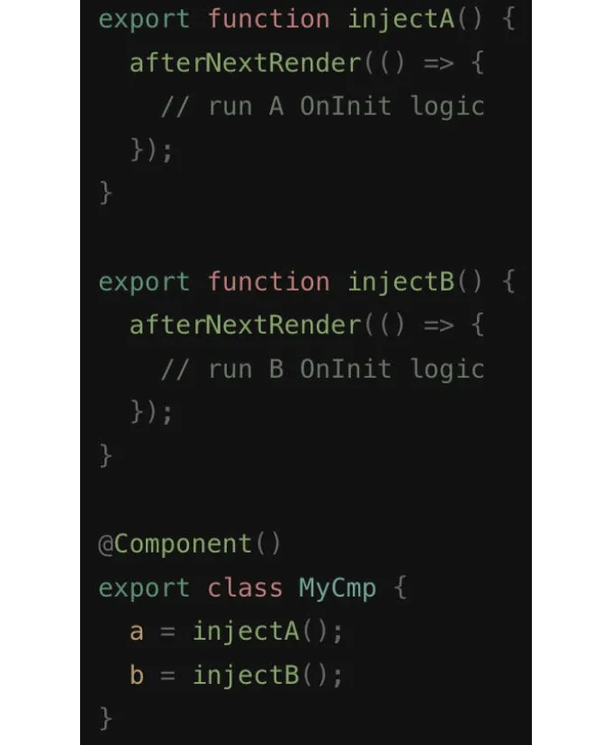 export function injectA() {
  afterNextRender(() => {
    // run A OnInit logic
  });
}

export function injectB() {
  afterNextRender(() => {
    // run B OnInit logic
  });
}

@Component()
export class MyCmp {
  a = injectA();
  b = injectB();
}